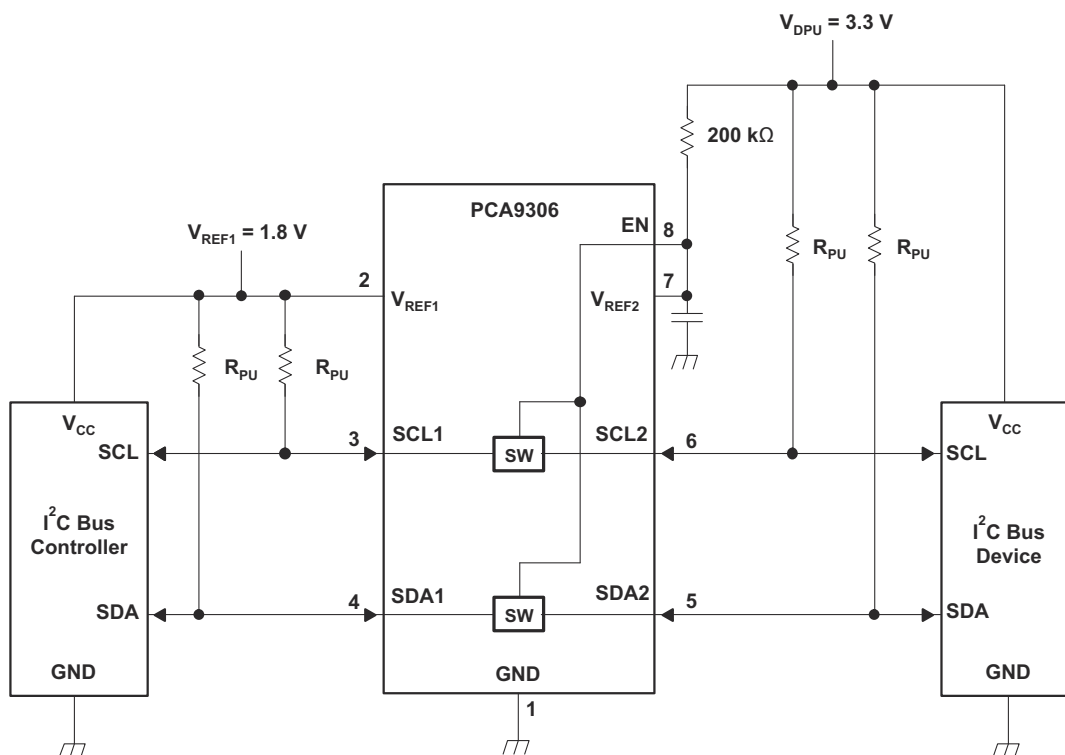 V_DPU = 3.3 V
200 kΩ
PCA9306
EN
8
V_REF1 = 1.8 V
R_PU
R_PU
2
7
V_REF1
V_REF2
R_PU
R_PU
V_CC
V_CC
SCL
3
SCL1
SW
SCL2
6
SCL
I²C Bus
Controller
I²C Bus
Device
SDA
4
SDA1
SW
SDA2
5
SDA
GND
GND
GND
1